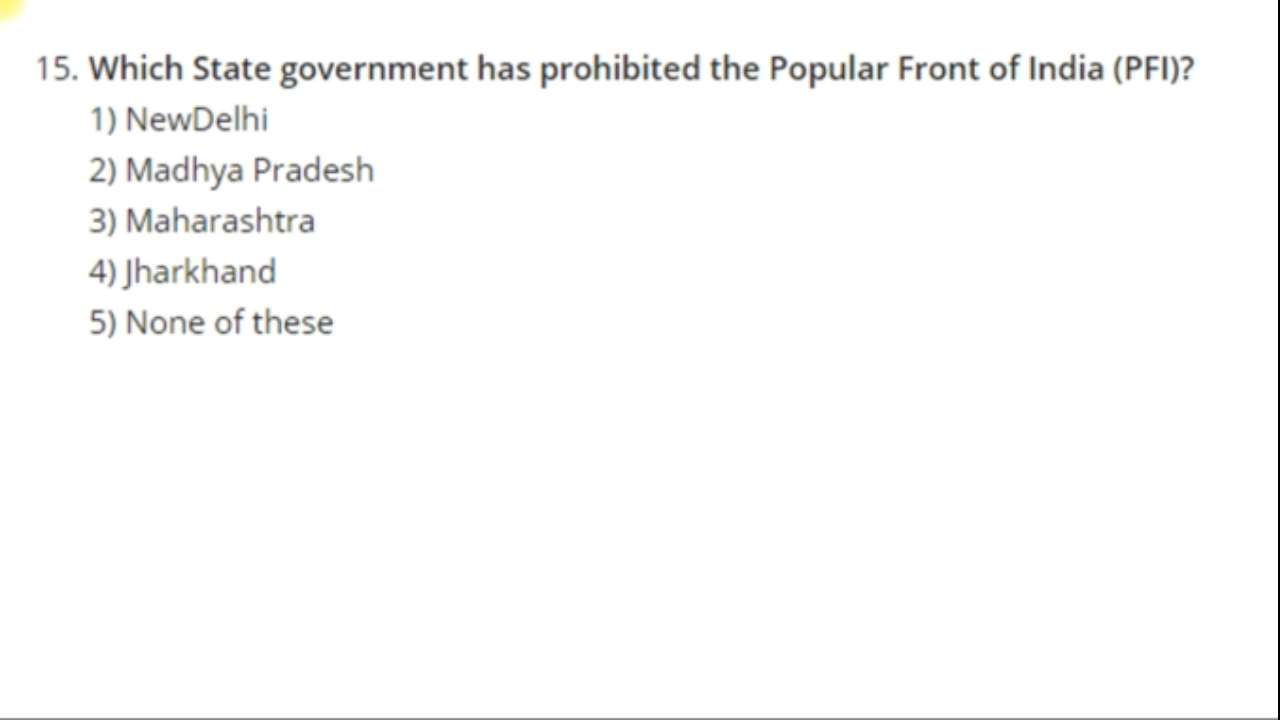 15. Which State government has prohibited the Popular Front of India (PFI)?
1) NewDelhi
2) Madhya Pradesh
3) Maharashtra
4) Jharkhand
5) None of these